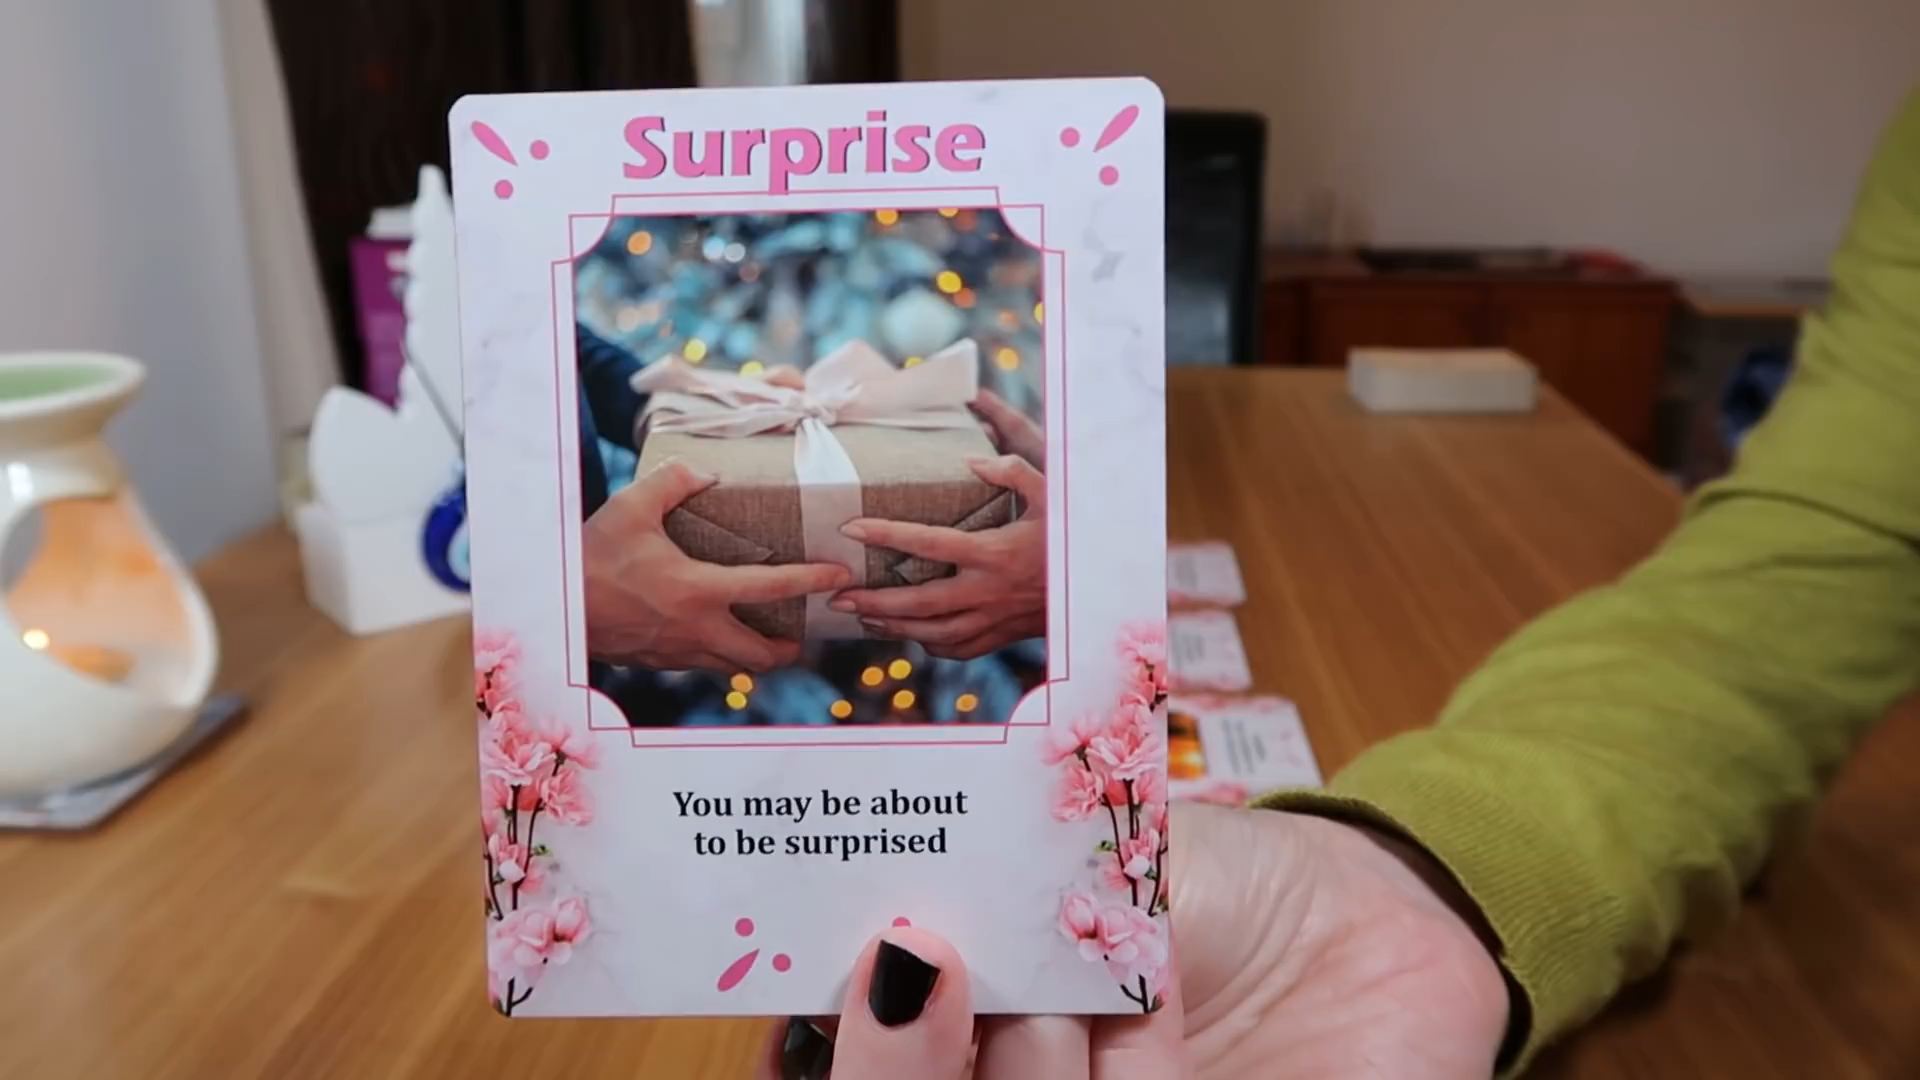 Surprise
You may be about
to be surprised